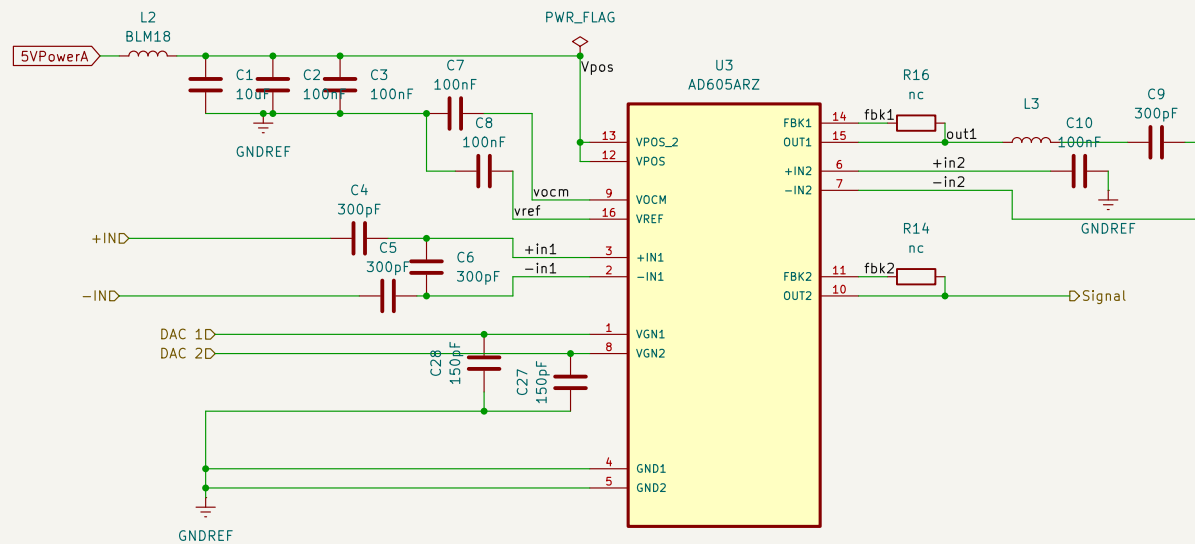 L2
BLM18
PWR_FLAG
5VPowerA
Vpos
C1
10uF
C2
100nF
C3
100nF
C7
100nF
C8
100nF
vocm
vref
C4
300pF
C5
300pF
C6
300pF
GNDREF
+IN
-IN
+in1
-in1
DAC 1
DAC 2
C28
150pF
C27
150pF
GNDREF
U3
AD605ARZ
13
VPOS_2
12
VPOS
9
VOCM
16
VREF
3
+IN1
2
-IN1
1
VGN1
8
VGN2
4
GND1
5
GND2
FBK1
14
OUT1
15
+IN2
6
-IN2
7
FBK2
11
OUT2
10
fbk1
R16
nc
out1
L3
C10
100nF
C9
300pF
+in2
-in2
GNDREF
R14
nc
fbk2
Signal